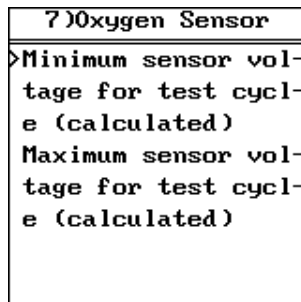 7)Oxygen Sensor
>Minimum sensor vol-
tage for test cycl-
e (calculated)
Maximum sensor vol-
tage for test cycl-
e (calculated)